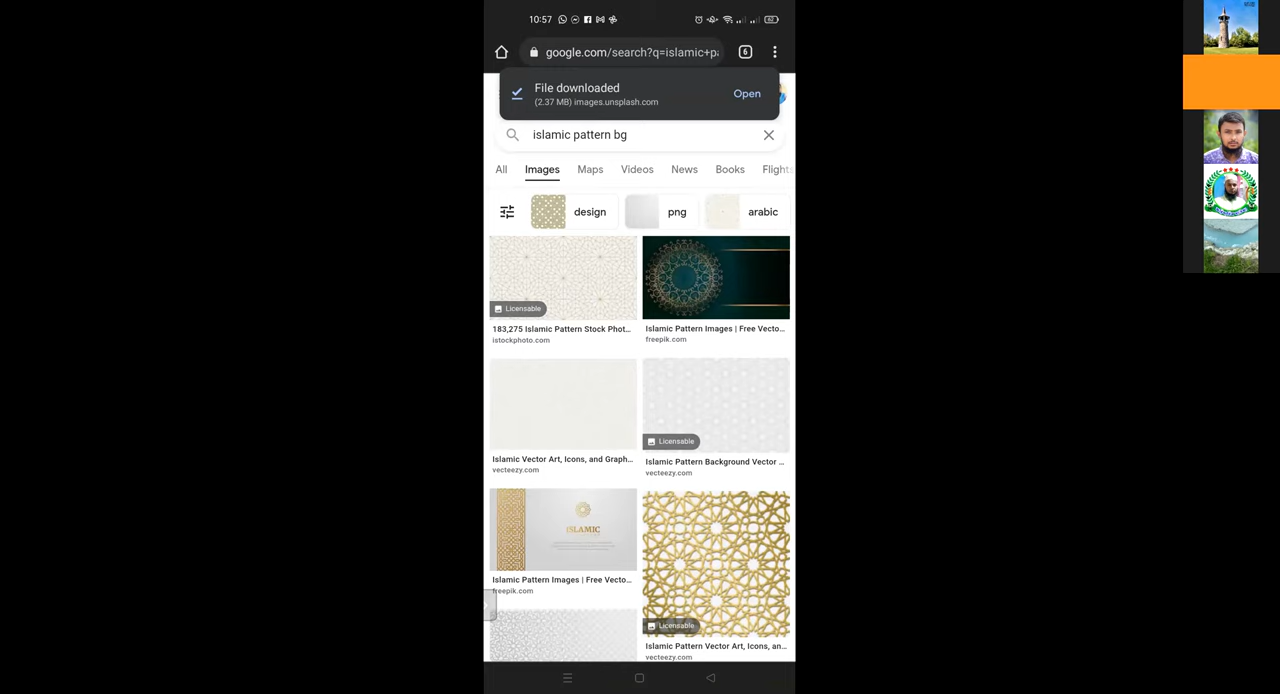 10:57
62
google.com/search?q=islamic+pa
6
File downloaded
(2.37 MB) images.unsplash.com
Open
islamic pattern bg
All Images Maps Videos News Books Flights
design png arabic
Licensable
183,275 Islamic Pattern Stock Phot...
istockphoto.com
Islamic Pattern Images | Free Vecto...
freepik.com
Islamic Vector Art, Icons, and Graph...
vecteezy.com
Licensable
Islamic Pattern Background Vector ...
vecteezy.com
ISLAMIC
Islamic Pattern Images | Free Vecto...
freepik.com
Licensable
Islamic Pattern Vector Art, Icons, an...
vecteezy.com